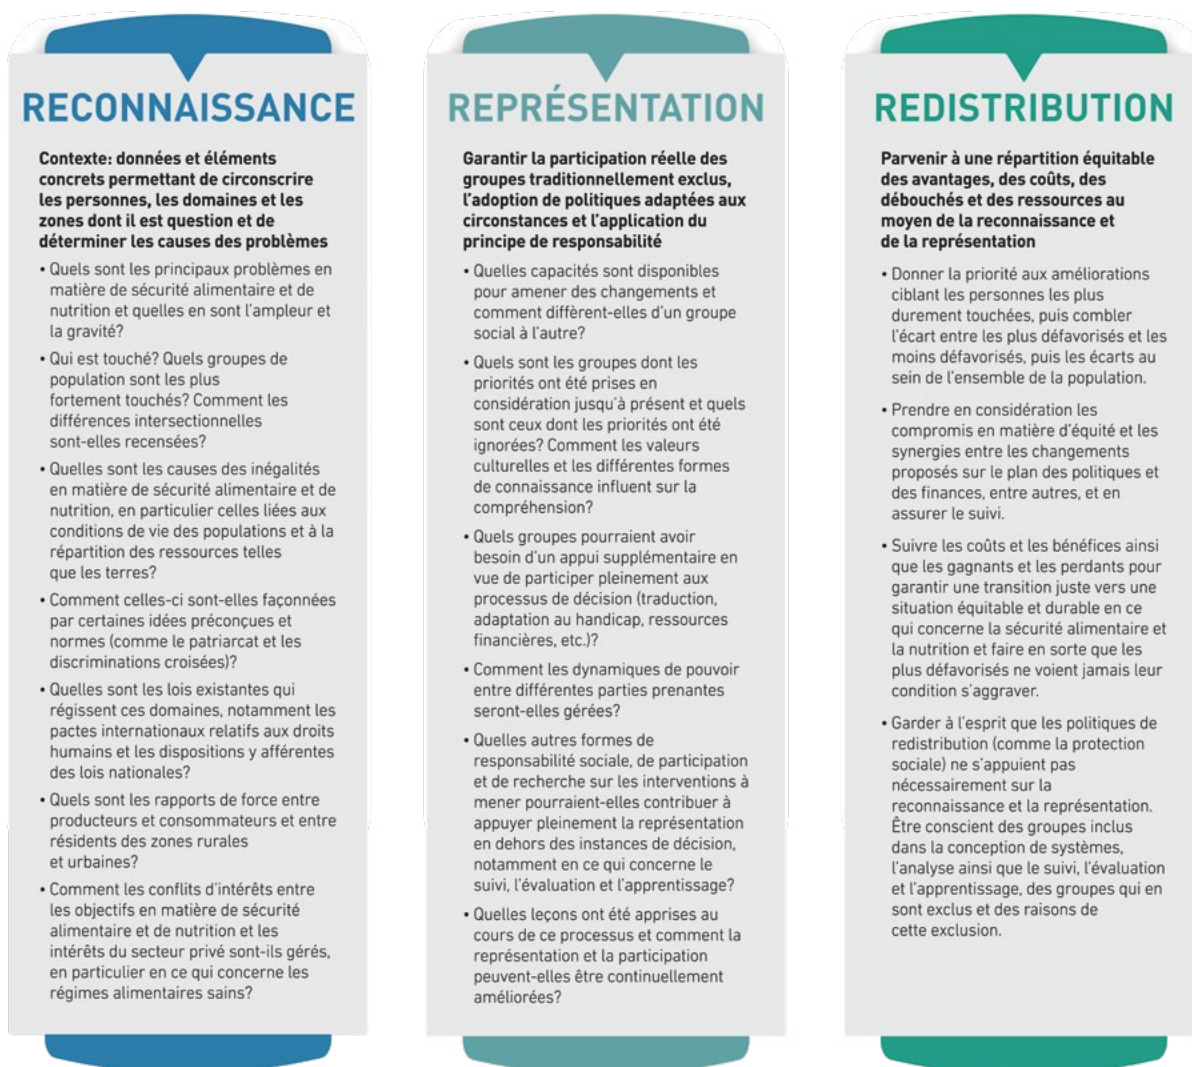 RECONNAISSANCE
Contexte: données et éléments
concrets permettant de circonscrire
les personnes, les domaines et les
zones dont il est question et de
déterminer les causes des problèmes
• Quels sont les principaux problèmes en
matière de sécurité alimentaire et de
nutrition et quelles en sont l'ampleur et
la gravité?
• Qui est touché? Quels groupes de
population sont les plus
fortement touchés? Comment les
différences intersectionnelles
sont-elles recensées?
• Quelles sont les causes des inégalités
en matière de sécurité alimentaire et de
nutrition, en particulier celles liées aux
conditions de vie des populations et à la
répartition des ressources telles
que les terres?
• Comment celles-ci sont-elles façonnées
par certaines idées préconçues et
normes (comme le patriarcat et les
discriminations croisées)?
• Quelles sont les lois existantes qui
régissent ces domaines, notamment les
pactes internationaux relatifs aux droits
humains et les dispositions y afférentes
des lois nationales?
• Quels sont les rapports de force entre
producteurs et consommateurs et entre
résidents des zones rurales
et urbaines?
• Comment les conflits d'intérêts entre
les objectifs en matière de sécurité
alimentaire et de nutrition et les
intérêts du secteur privé sont-ils gérés,
en particulier en ce qui concerne les
régimes alimentaires sains?
REPRÉSENTATION
Garantir la participation réelle des
groupes traditionnellement exclus,
l'adoption de politiques adaptées aux
circonstances et l'application du
principe de responsabilité
• Quelles capacités sont disponibles
pour amener des changements et
comment diffèrent-elles d'un groupe
social à l'autre?
• Quels sont les groupes dont les
priorités ont été prises en
considération jusqu'à présent et quels
sont ceux dont les priorités ont été
ignorées? Comment les valeurs
culturelles et les différentes formes
de connaissance influent sur la
compréhension?
• Quels groupes pourraient avoir
besoin d'un appui supplémentaire en
vue de participer pleinement aux
processus de décision (traduction,
adaptation au handicap, ressources
financières, etc.)?
• Comment les dynamiques de pouvoir
entre différentes parties prenantes
seront-elles gérées?
• Quelles autres formes de
responsabilité sociale, de participation
et de recherche sur les interventions à
mener pourraient-elles contribuer à
appuyer pleinement la représentation
en dehors des instances de décision,
notamment en ce qui concerne le
suivi, l'évaluation et l'apprentissage?
• Quelles leçons ont été apprises au
cours de ce processus et comment la
représentation et la participation
peuvent-elles être continuellement
améliorées?
REDISTRIBUTION
Parvenir à une répartition équitable
des avantages, des coûts, des
débouchés et des ressources au
moyen de la reconnaissance et
de la représentation
• Donner la priorité aux améliorations
ciblant les personnes les plus
durement touchées, puis combler
l'écart entre les plus défavorisés et les
moins défavorisés, puis les écarts au
sein de l'ensemble de la population.
• Prendre en considération les
compromis en matière d'équité et les
synergies entre les changements
proposés sur le plan des politiques et
des finances, entre autres, et en
assurer le suivi.
• Suivre les coûts et les bénéfices ainsi
que les gagnants et les perdants pour
garantir une transition juste vers une
situation équitable et durable en ce
qui concerne la sécurité alimentaire et
la nutrition et faire en sorte que les
plus défavorisés ne voient jamais leur
condition s'aggraver.
• Garder à l'esprit que les politiques de
redistribution (comme la protection
sociale) ne s'appuient pas
nécessairement sur la
reconnaissance et la représentation.
Être conscient des groupes inclus
dans la conception de systèmes,
l'analyse ainsi que le suivi, l'évaluation
et l'apprentissage, des groupes qui en
sont exclus et des raisons de
cette exclusion.